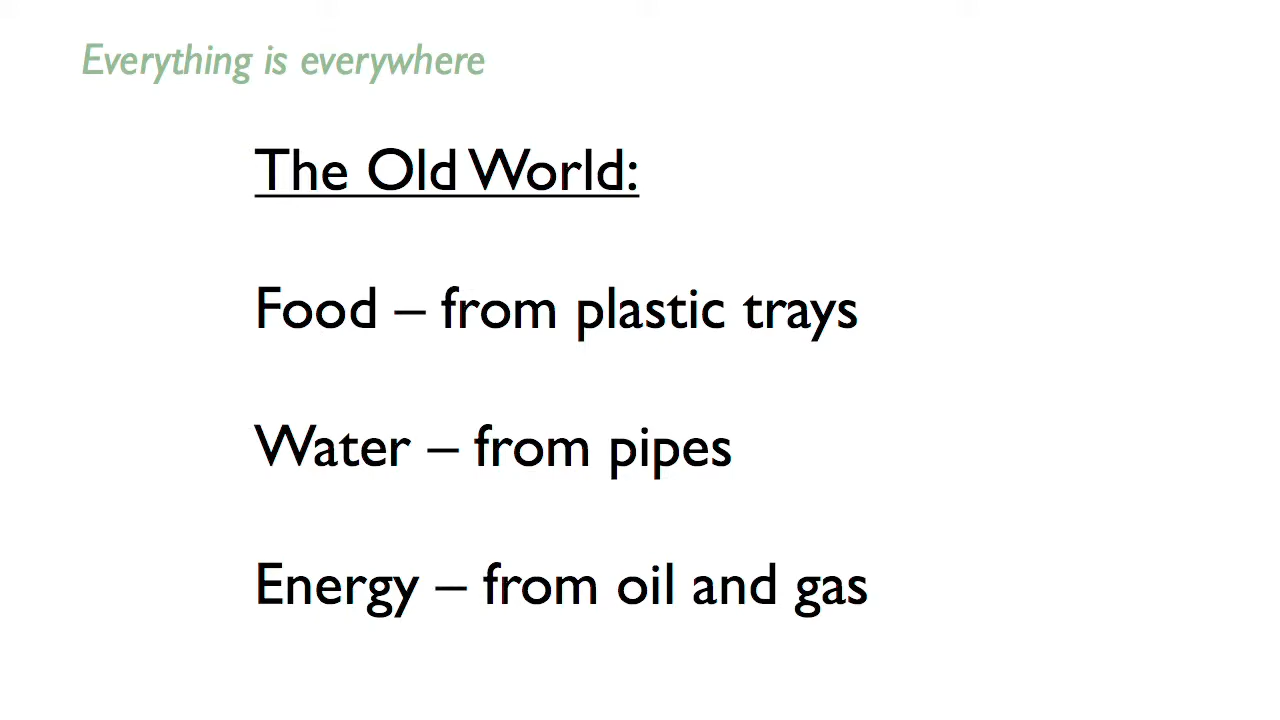 Everything is everywhere
The Old World:
Food – from plastic trays
Water – from pipes
Energy – from oil and gas